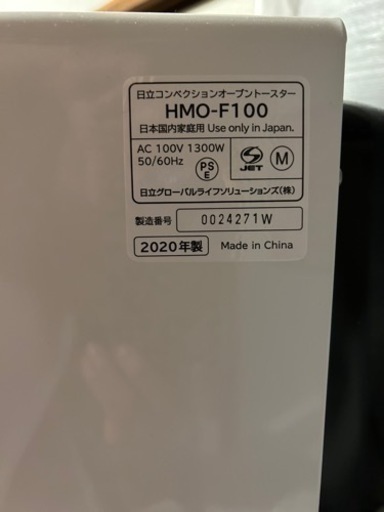 日立コンベクションオーブントースター
HMO-F100
日本国内家庭用 Use only in Japan.
AC 100V 1300W
50/60Hz
PS
E
JET
M
日立グローバルライフソリューションズ(株)
製造番号 0024271W
2020年製 Made in China